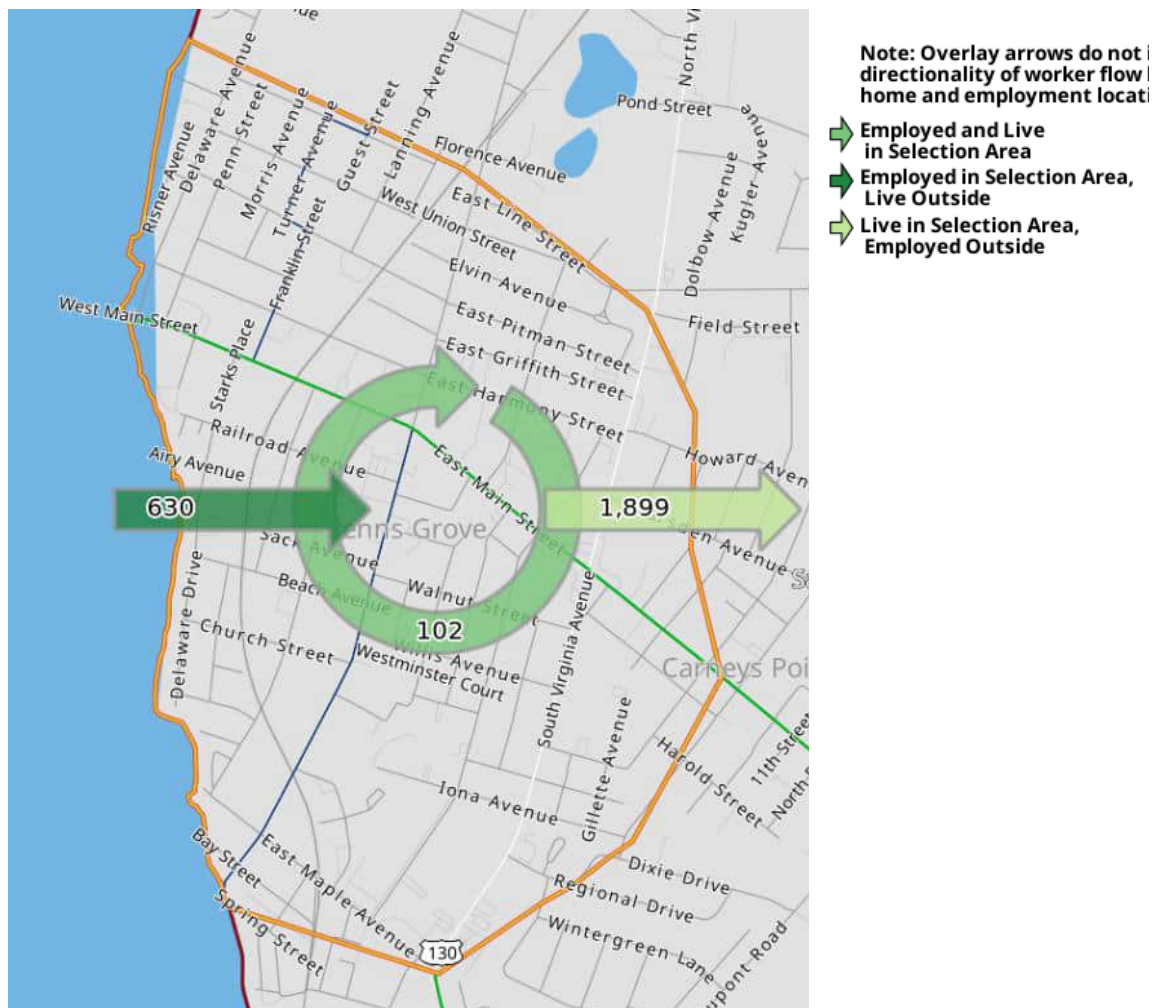 Note: Overlay arrows do not
directionality of worker flow
home and employment
Employed and Live
in Selection Area
Employed in Selection Area,
Live Outside
Live in Selection Area,
Employed Outside
North
Pond Street
Kugler Avenue
Dolbow Avenue
Delaware Avenue
Penn Street
Risner Avenue
Morris Avenue
Turner Avenue
Guest Street
Lanning Avenue
Florence Avenue
West Union Street
East Line Street
Franklin Street
Elvin Avenue
West Main Street
East Pitman Street
Field Street
East Griffith Street
Starks Place
East Harmony Street
Railroad Avenue
East Main Street
Howard
Airy Avenue
630
1,899
Avenue
Penns Grove
Sack Avenue
Beach Avenue
Walnut Street
Delaware Drive
Church Street
102
Willis Avenue
Westminster Court
South Virginia Avenue
Carneys
Gillette Avenue
Harold Street
11th Street
North
Iona Avenue
Bay Street
East Maple Avenue
Dixie Drive
Regional Drive
Spring Street
Wintergreen Lane
130
Road